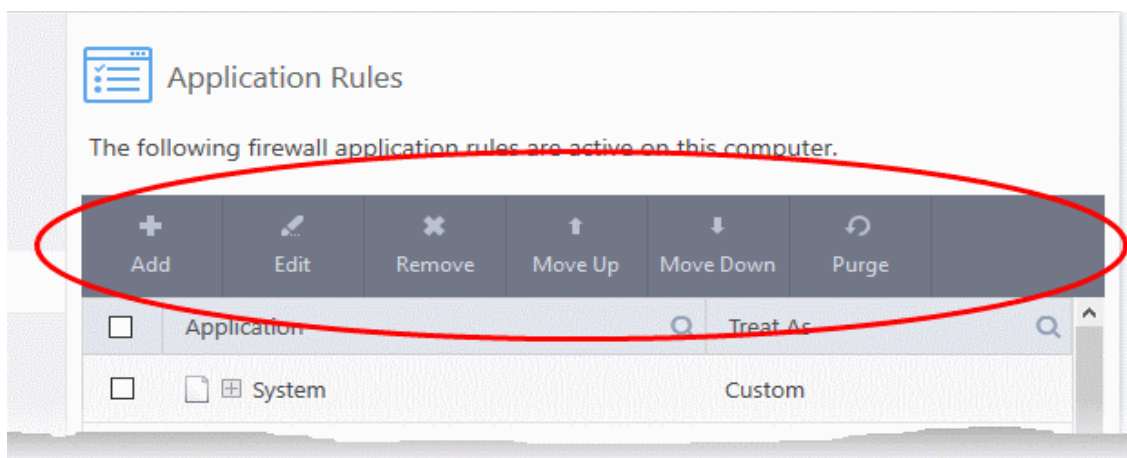 Application Rules
The following firewall application rules are active on this computer.
Add Edit Remove Move Up Move Down Purge
Application Treat As
System Custom